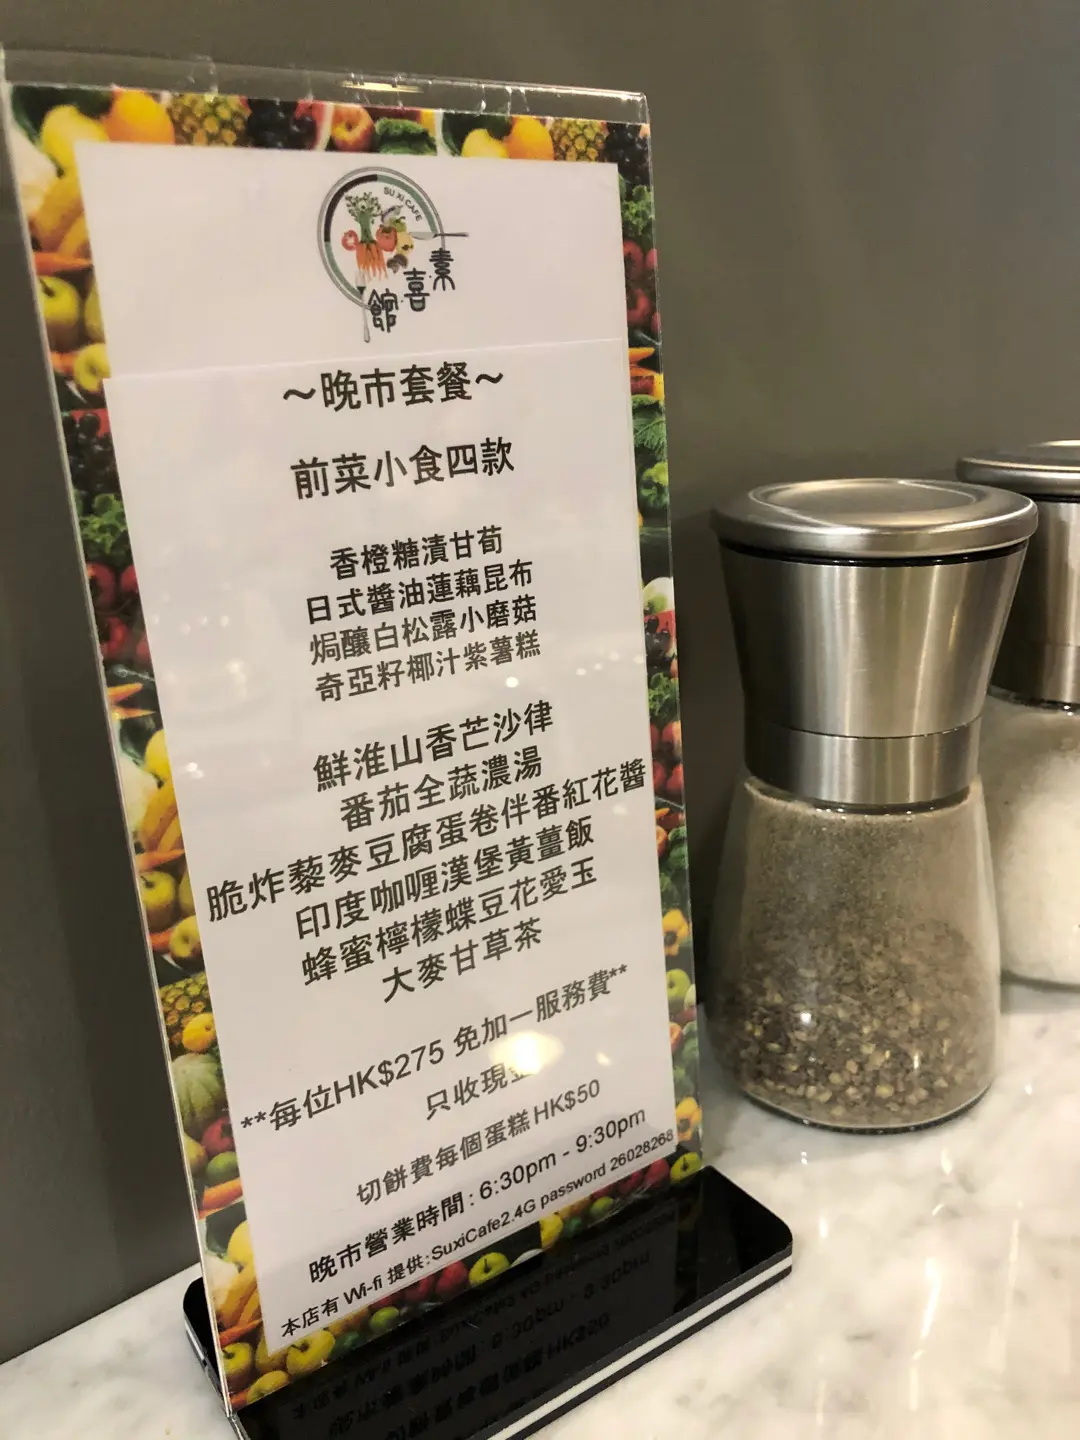 SU XI CAFE
素·喜·館
～晚市套餐～
前菜小食四款
香橙糖漬甘荀
日式醬油蓮藕昆布
焗釀白松露小磨菇
奇亞籽椰汁紫薯糕
鮮淮山香芒沙律
番茄全蔬濃湯
脆炸藜麥豆腐蛋卷伴番紅花醬
印度咖喱漢堡黃薑飯
蜂蜜檸檬蝶豆花愛玉
大麥甘草茶
**每位HK$275 免加一服務費**
只收現金
切餅費每個蛋糕HK$50
晚市營業時間：6:30pm - 9:30pm
本店有 Wi-fi 提供：SuxiCafe2.4G password 26028268